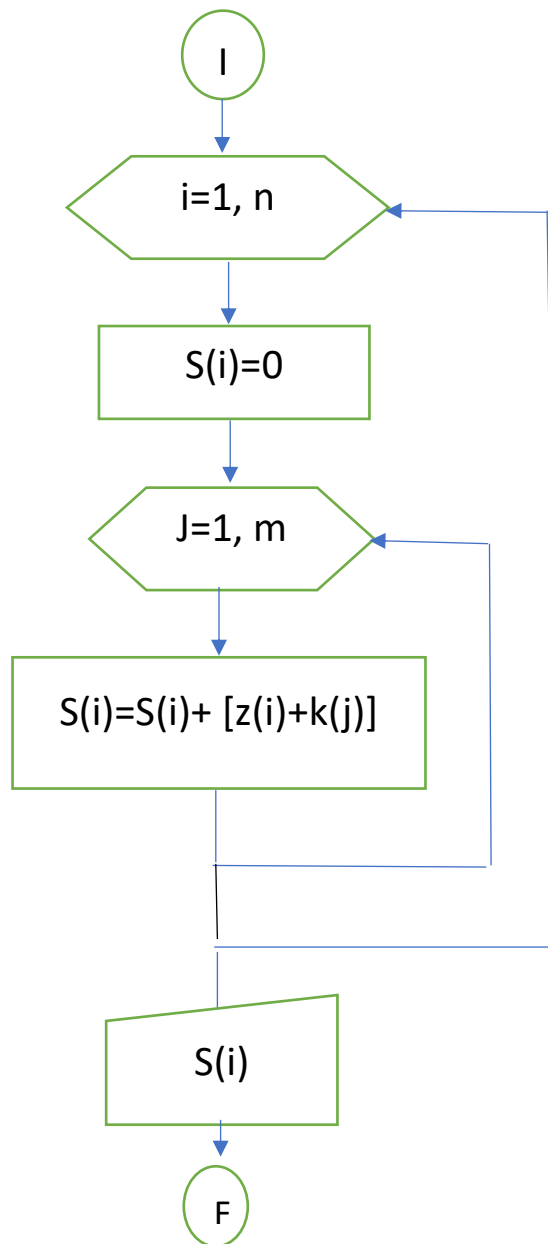 I
i=1, n
S(i)=0
J=1, m
S(i)=S(i)+ [z(i)+k(j)]
S(i)
F